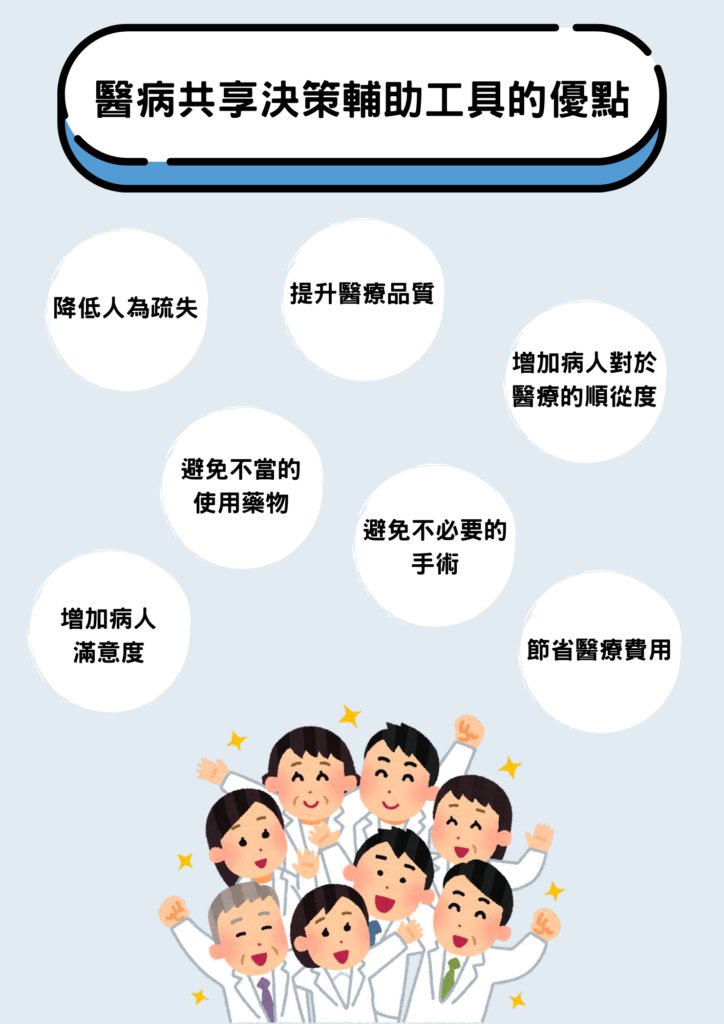 醫病共享決策輔助工具的優點
降低人為疏失
提升醫療品質
增加病人對於
醫療的順從度
避免不當的
使用藥物
避免不必要的
手術
增加病人
滿意度
節省醫療費用